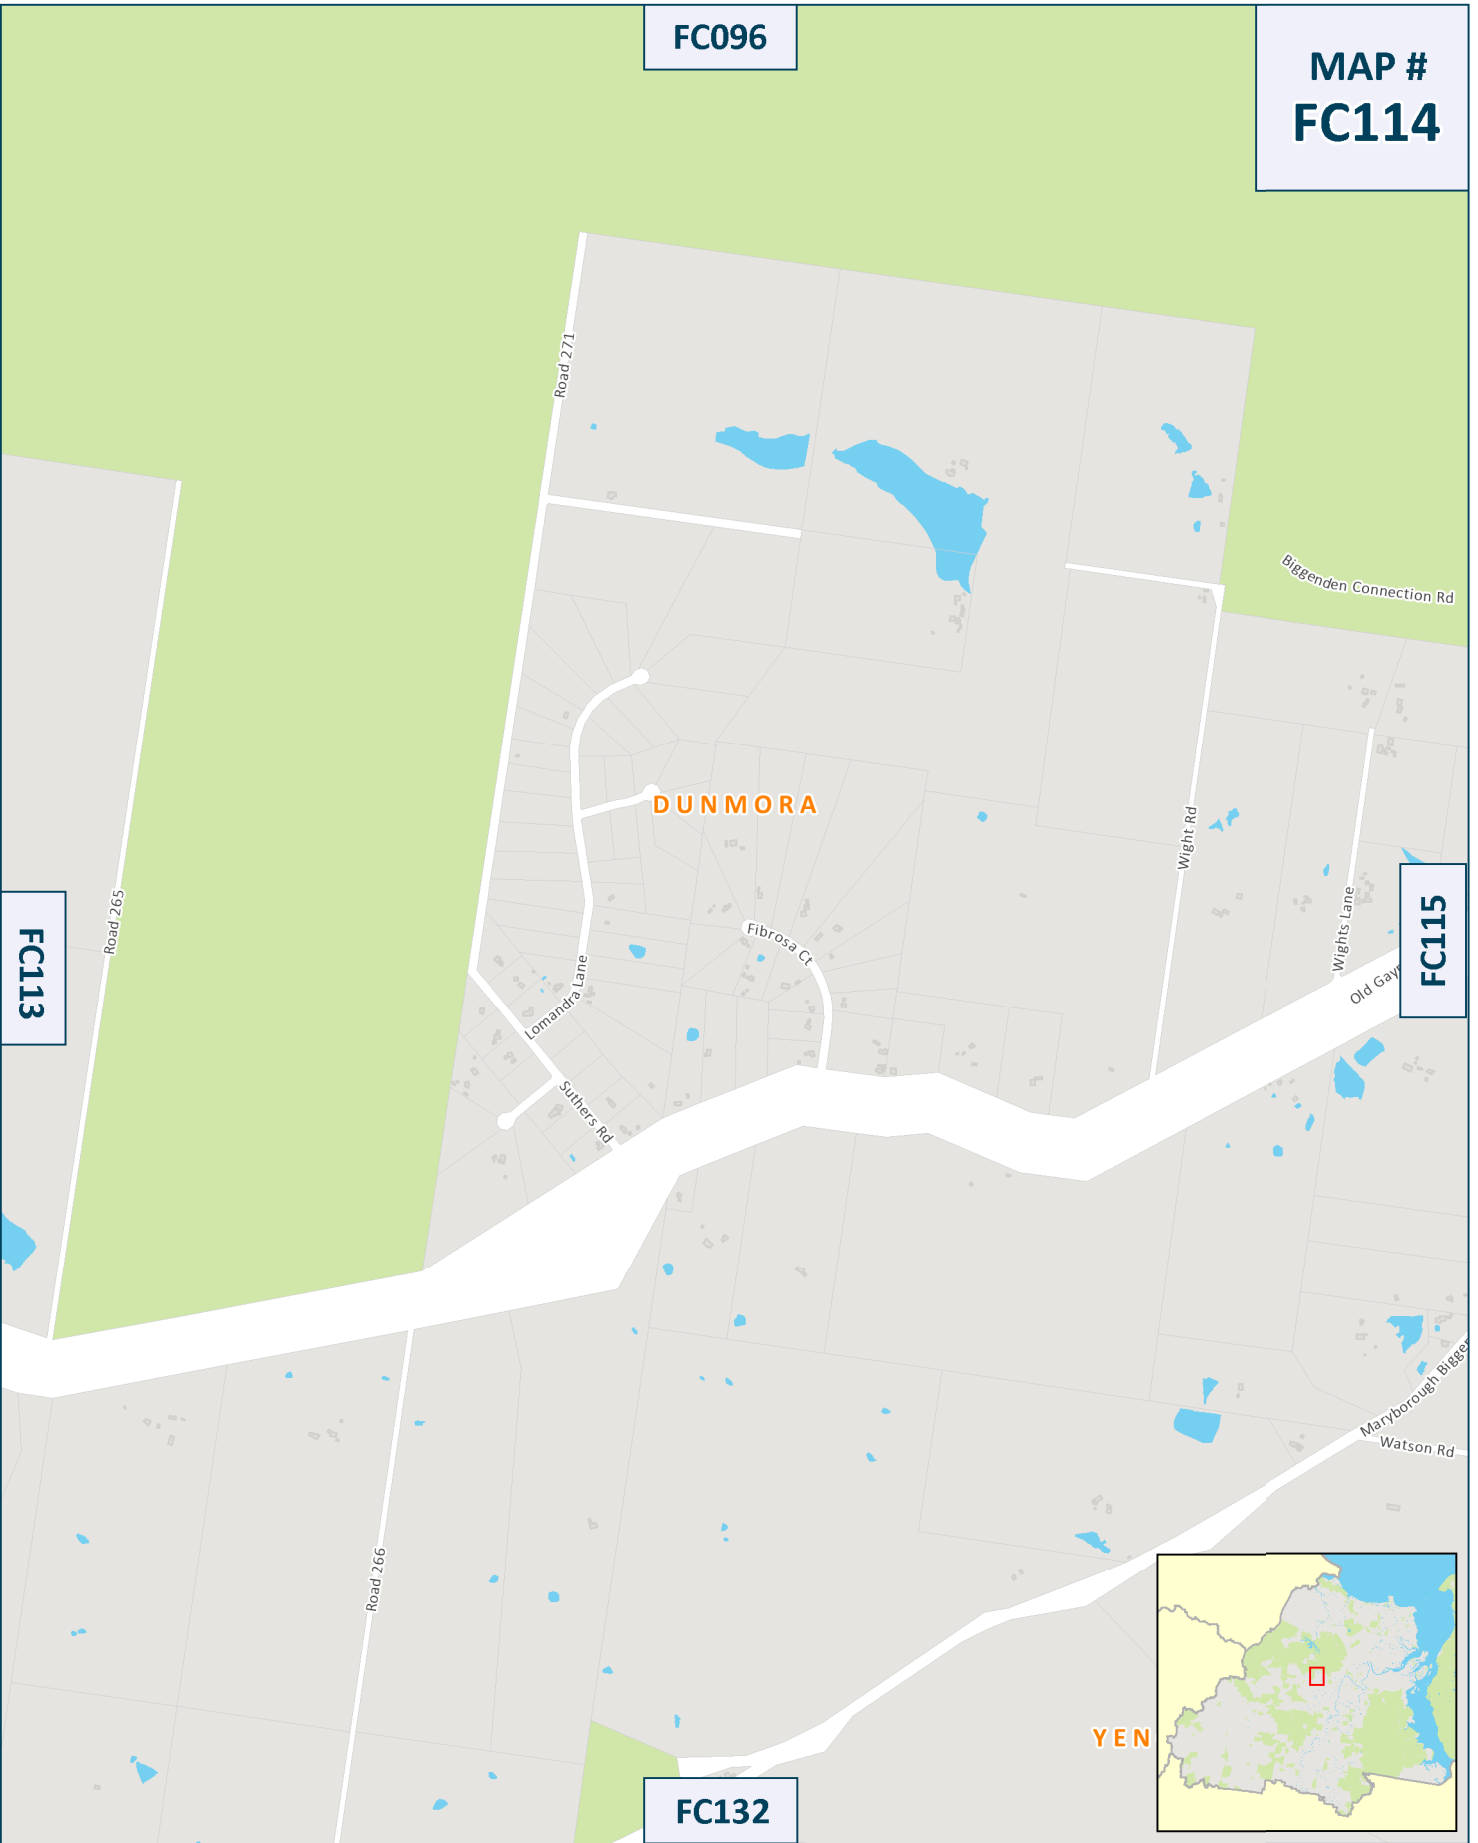 FC096
MAP #
FC114
Road 271
Biggenden Connection Rd
DUNMORA
Wight Rd
Road 265
Wights Lane
FC113
FC115
Fibrosa Ct
Lomandra Lane
Old Gay
Suthers Rd
Maryborough Bigge
Watson Rd
Road 266
YEN
FC132